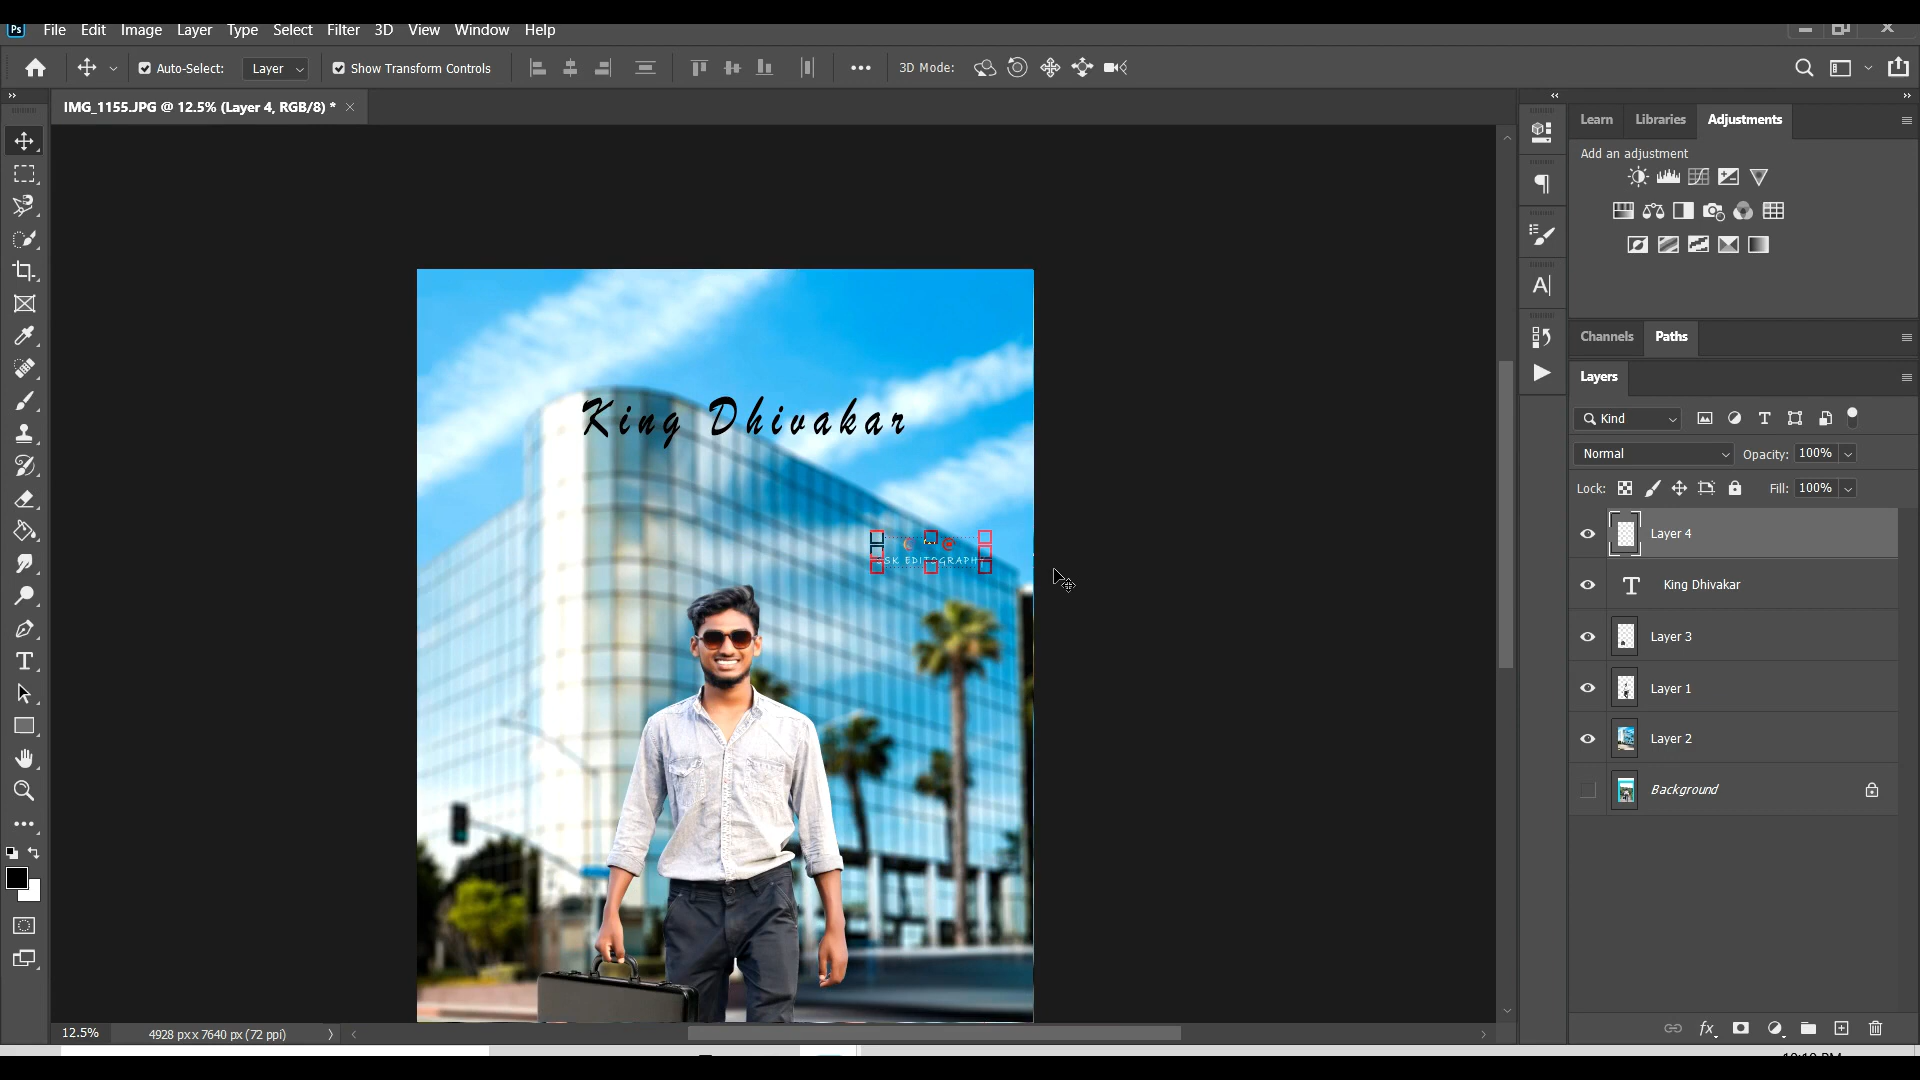 Ps File Edit Image Layer Type Select Filter 3D View Window Help
Auto-Select: Layer Show Transform Controls 3D Mode:
IMG_1155.JPG @ 12.5% (Layer 4, RGB/8) *
Learn Libraries Adjustments
Add an adjustment
Channels Paths
Layers
Kind
Normal Opacity: 100%
Lock: Fill: 100%
Layer 4
King Dhivakar
Layer 3
Layer 1
Layer 2
Background
King Dhivakar
12.5% 4928 px x 7640 px (72 ppi)